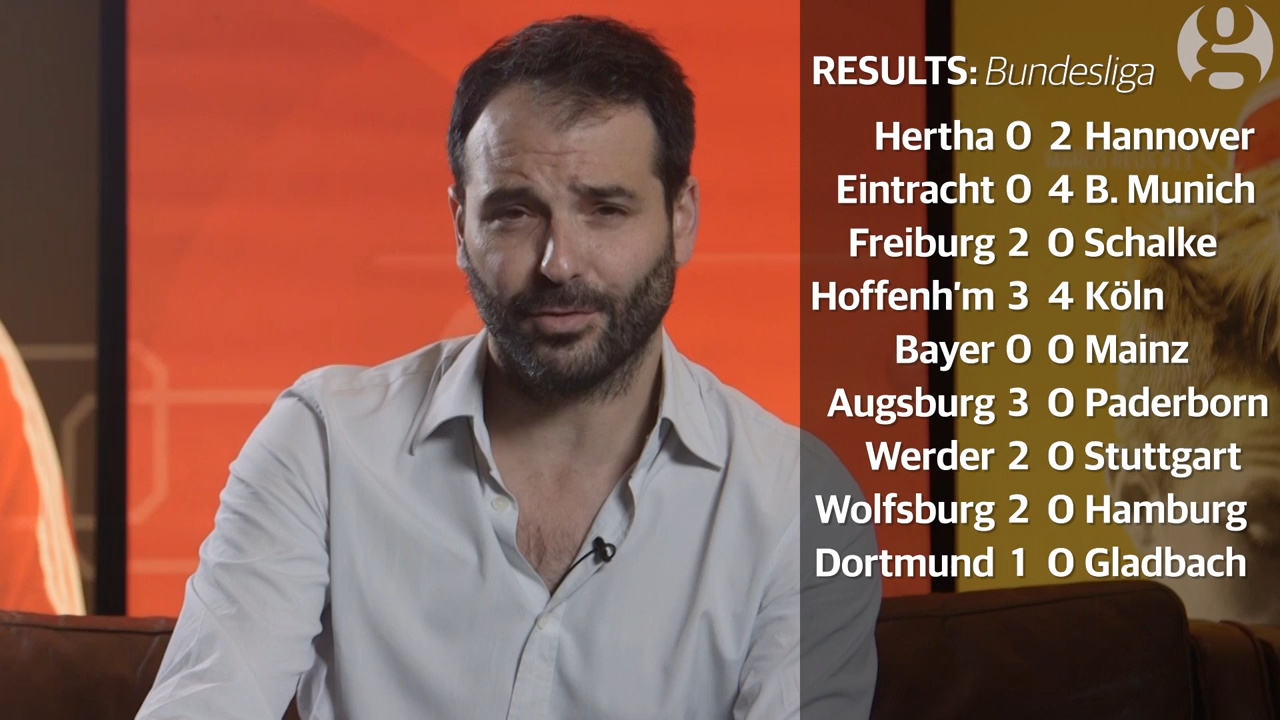 RESULTS: Bundesliga
Hertha 0 2 Hannover
Eintracht 0 4 B. Munich
Freiburg 2 0 Schalke
Hoffenh'm 3 4 Köln
Bayer 0 0 Mainz
Augsburg 3 0 Paderborn
Werder 2 0 Stuttgart
Wolfsburg 2 0 Hamburg
Dortmund 1 0 Gladbach